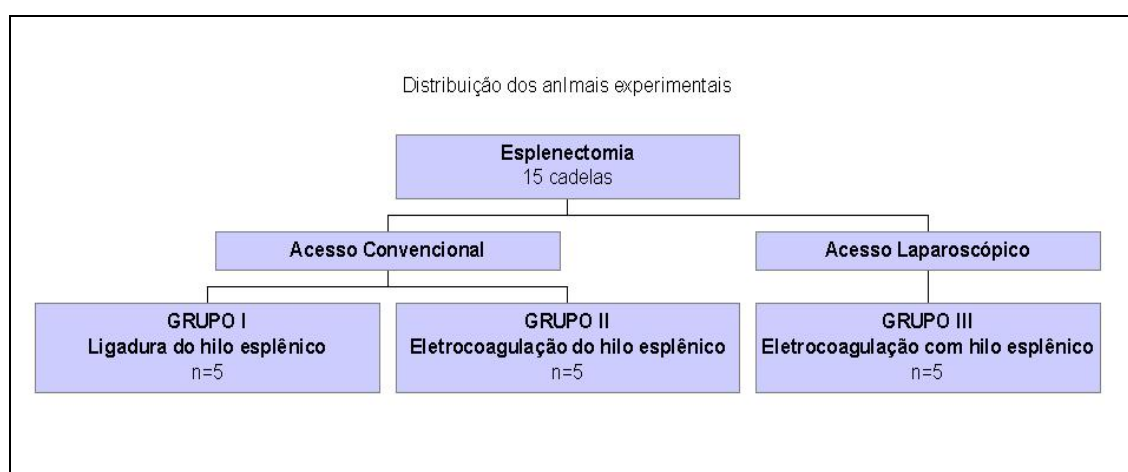 Distribuição dos anImais experimentais
Esplenectomia
15 cadelas
Acesso Convencional
Acesso Laparoscópico
GRUPO I
Ligadura do hilo esplênico
n=5
GRUPO II
Eletrocoagulação do hilo esplênico
n=5
GRUPO III
Eletrocoagulação com hilo esplênico
n=5